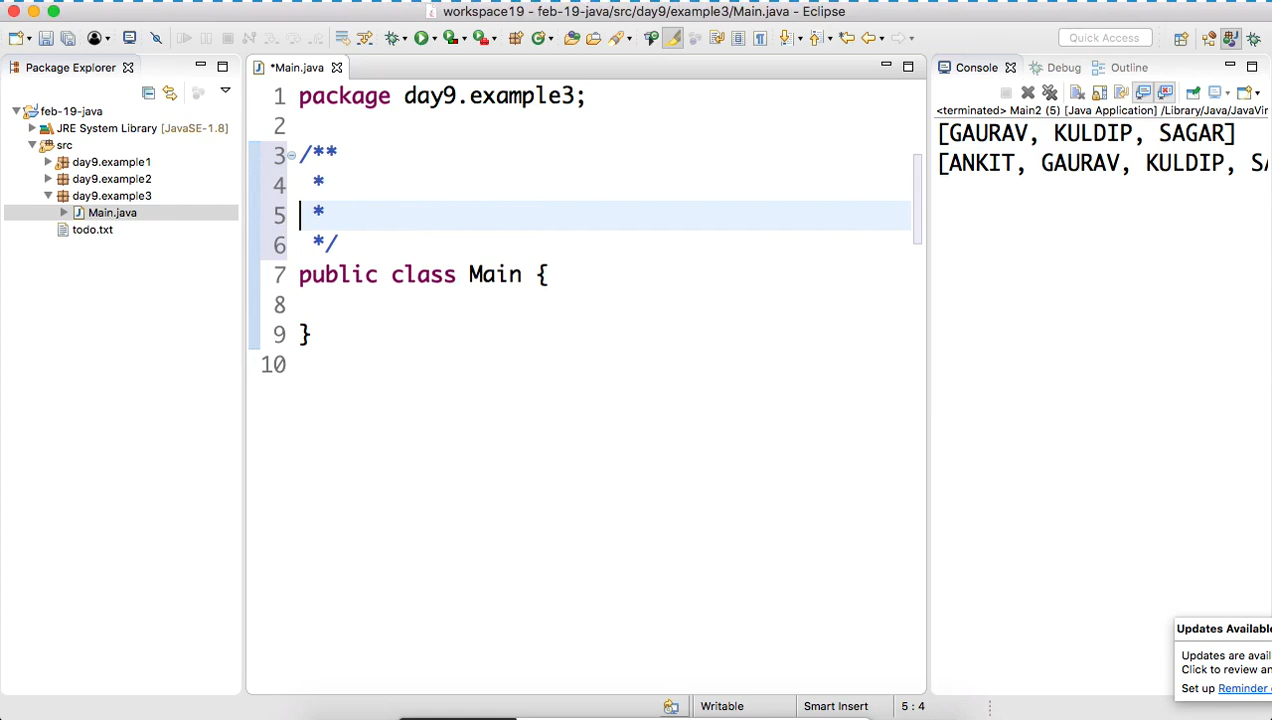 workspace19 - feb-19-java/src/day9/example3/Main.java - Eclipse
Quick Access
Package Explorer
*Main.java
Console
Debug
Outline
feb-19-java
JRE System Library [JavaSE-1.8]
src
day9.example1
day9.example2
day9.example3
Main.java
todo.txt
1 package day9.example3;
2
3 /**
4 *
5 *
6 */
7 public class Main {
8
9 }
10
<terminated> Main2 (5) [Java Application] /Library/Java/JavaVir
[GAURAV, KULDIP, SAGAR]
[ANKIT, GAURAV, KULDIP, SA
Updates Available
Updates are avail
Click to review an
Set up Reminder
Writable
Smart Insert
5 : 4